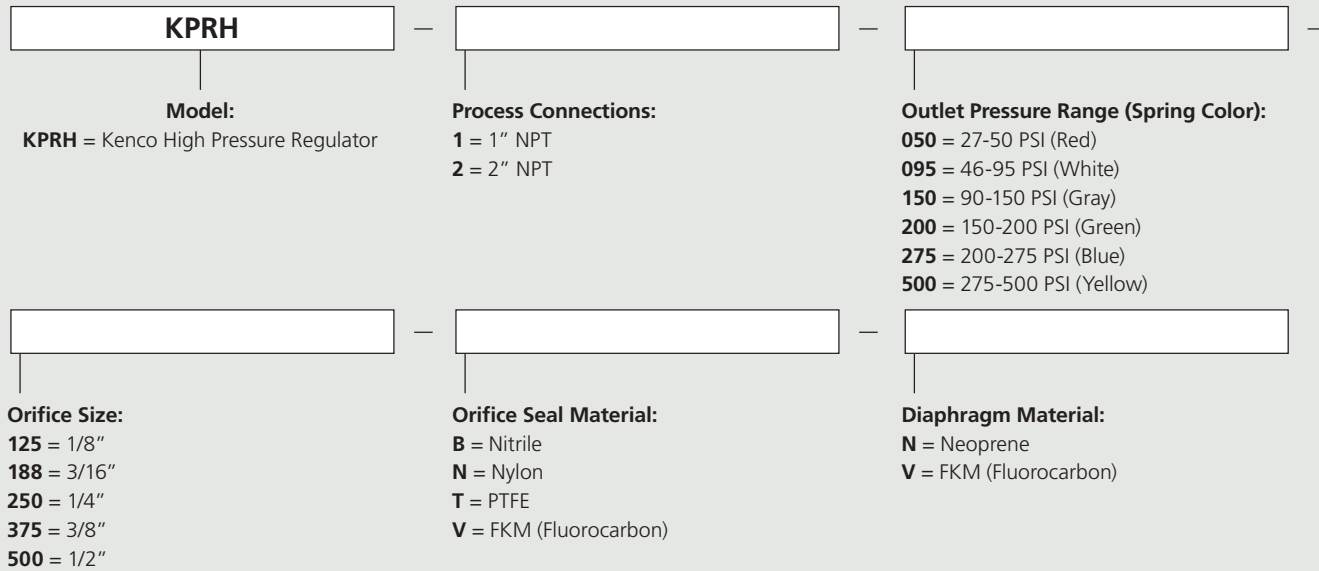 KPRH — — —
Model:
KPRH = Kenco High Pressure Regulator
Process Connections:
1 = 1” NPT
2 = 2” NPT
Outlet Pressure Range (Spring Color):
050 = 27-50 PSI (Red)
095 = 46-95 PSI (White)
150 = 90-150 PSI (Gray)
200 = 150-200 PSI (Green)
275 = 200-275 PSI (Blue)
500 = 275-500 PSI (Yellow)
— —
Orifice Size:
125 = 1/8”
188 = 3/16”
250 = 1/4”
375 = 3/8”
500 = 1/2”
Orifice Seal Material:
B = Nitrile
N = Nylon
T = PTFE
V = FKM (Fluorocarbon)
Diaphragm Material:
N = Neoprene
V = FKM (Fluorocarbon)